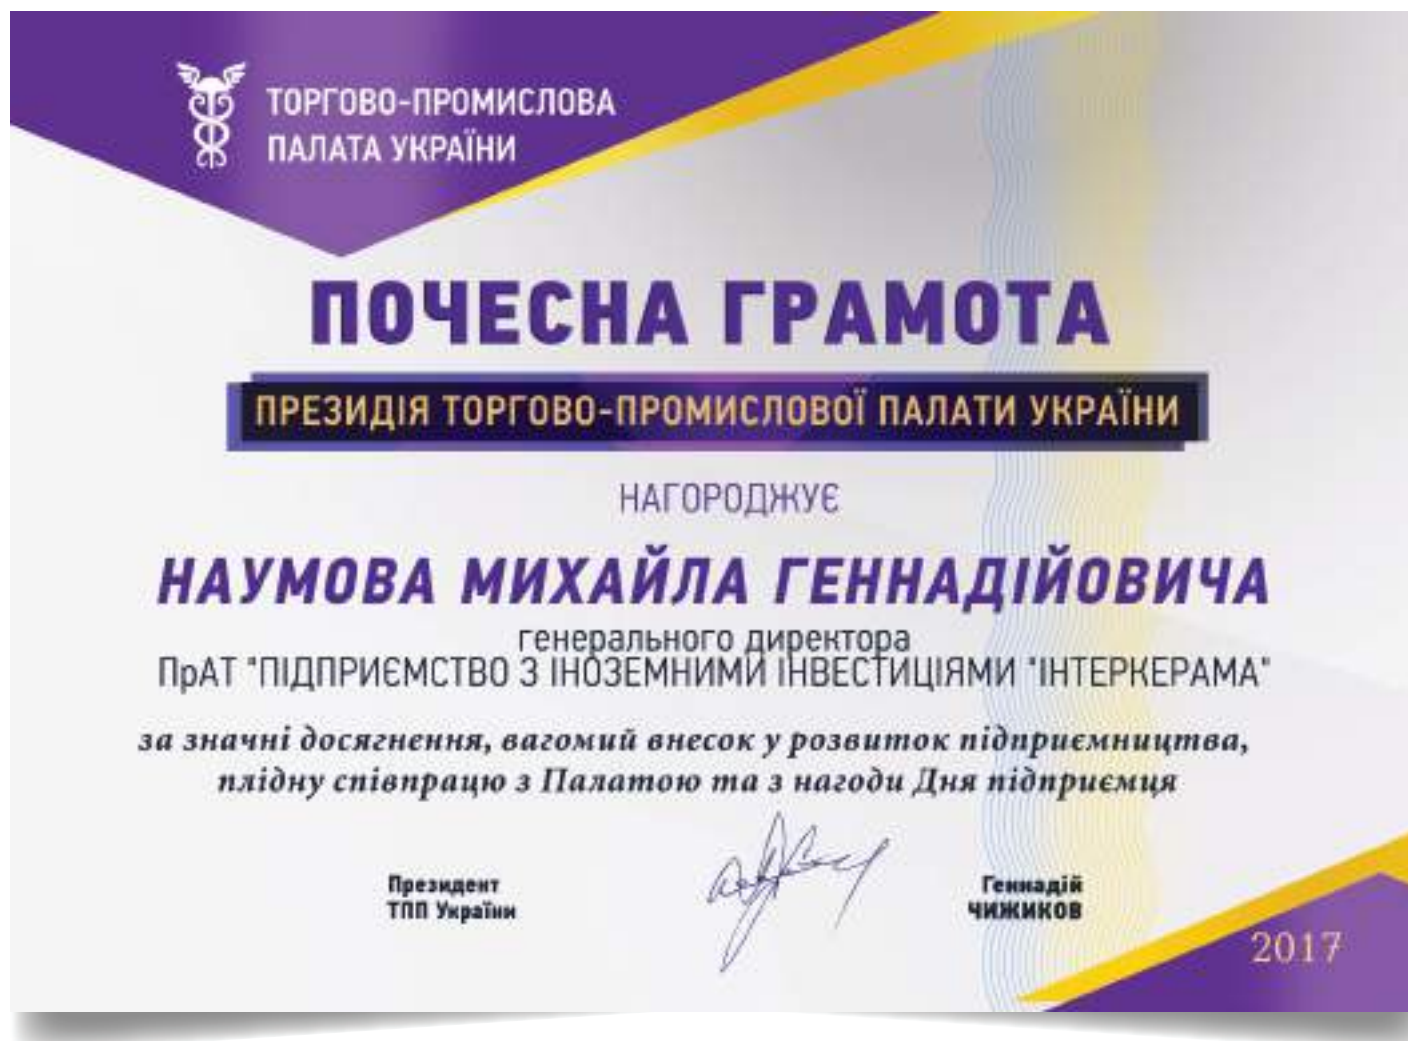 ТОРГОВО-ПРОМИСЛОВА
ПАЛАТА УКРАЇНИ
ПОЧЕСНА ГРАМОТА
ПРЕЗИДІЯ ТОРГОВО-ПРОМИСЛОВОЇ ПАЛАТИ УКРАЇНИ
НАГОРОДЖУЄ
НАУМОВА МИХАЙЛА ГЕННАДІЙОВИЧА
генерального директора
ПрАТ "ПІДПРИЄМСТВО З ІНОЗЕМНИМИ ІНВЕСТИЦІЯМИ "ІНТЕРКЕРАМА"
за значні досягнення, вагомий внесок у розвиток підприємництва,
плідну співпрацю з Палатою та з нагоди Дня підприємця
Президент
ТПП України
Геннадій
ЧИЖИКОВ
2017